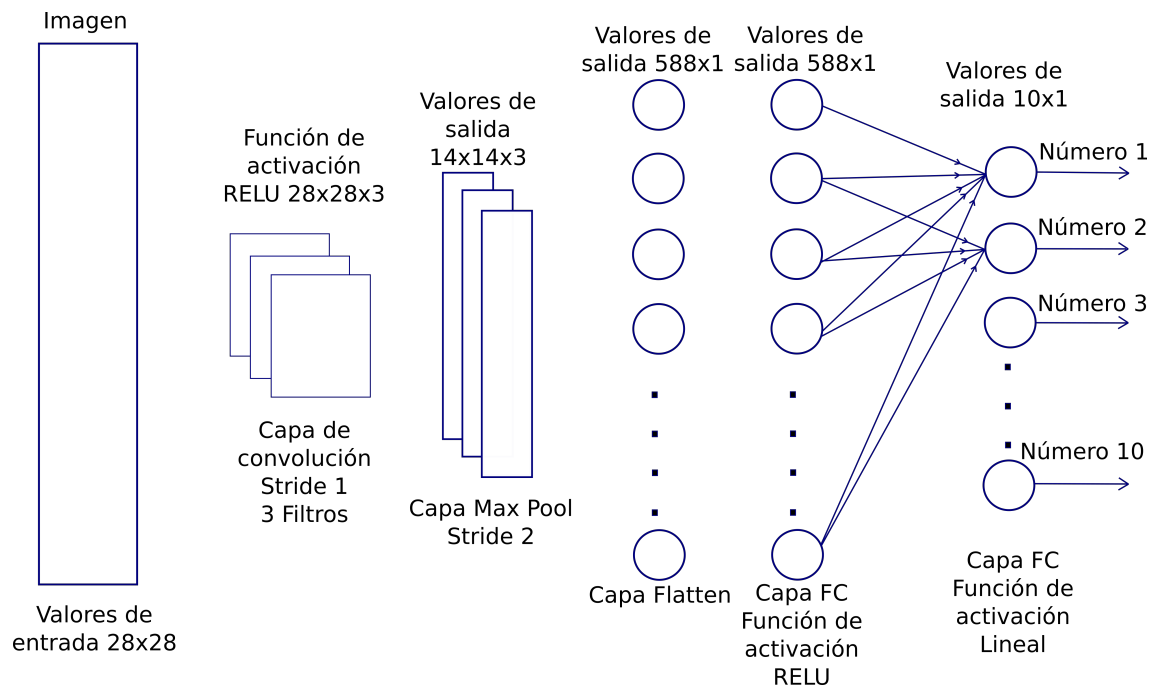 Imagen
Valores de
entrada 28x28
Función de
activación
RELU 28x28x3
Capa de
convolución
Stride 1
3 Filtros
Valores de
salida
14x14x3
Capa Max Pool
Stride 2
Valores de
salida 588x1
Capa Flatten
Valores de
salida 588x1
Capa FC
Función de
activación
RELU
Valores de
salida 10x1
Número 1
Número 2
Número 3
Número 10
Capa FC
Función de
activación
Lineal